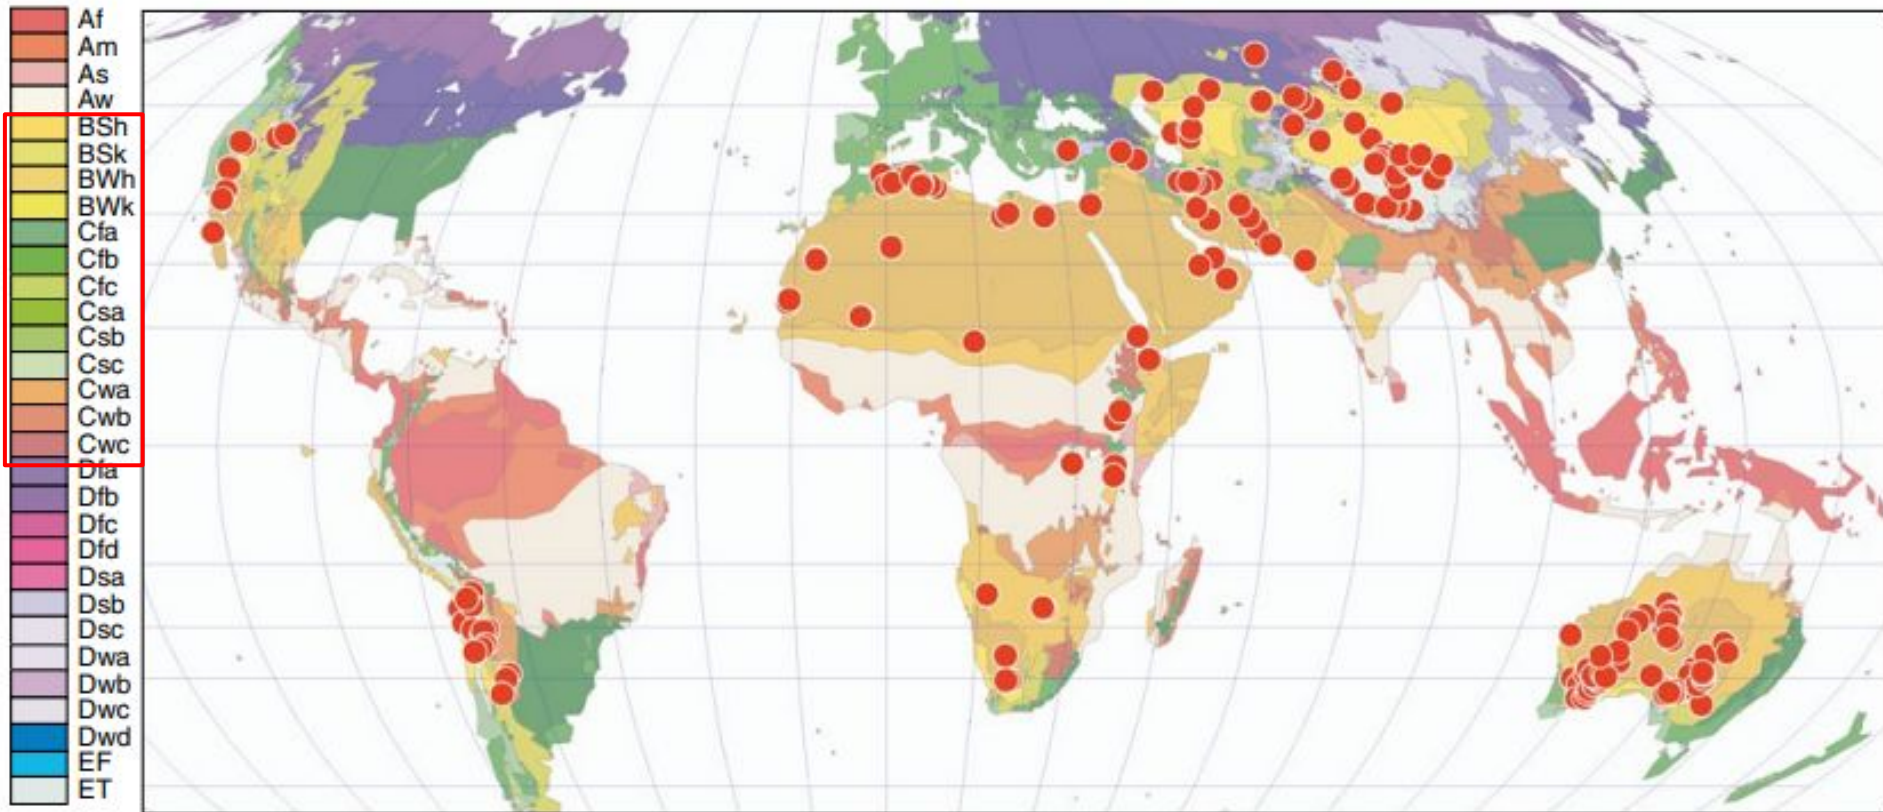 Af
Am
As
Aw
BSh
BSk
BWh
BWk
Cfa
Cfb
Cfc
Csa
Csb
Csc
Cwa
Cwb
Cwc
Dfa
Dfb
Dfc
Dfd
Dsa
Dsb
Dsc
Dwa
Dwb
Dwc
Dwd
EF
ET